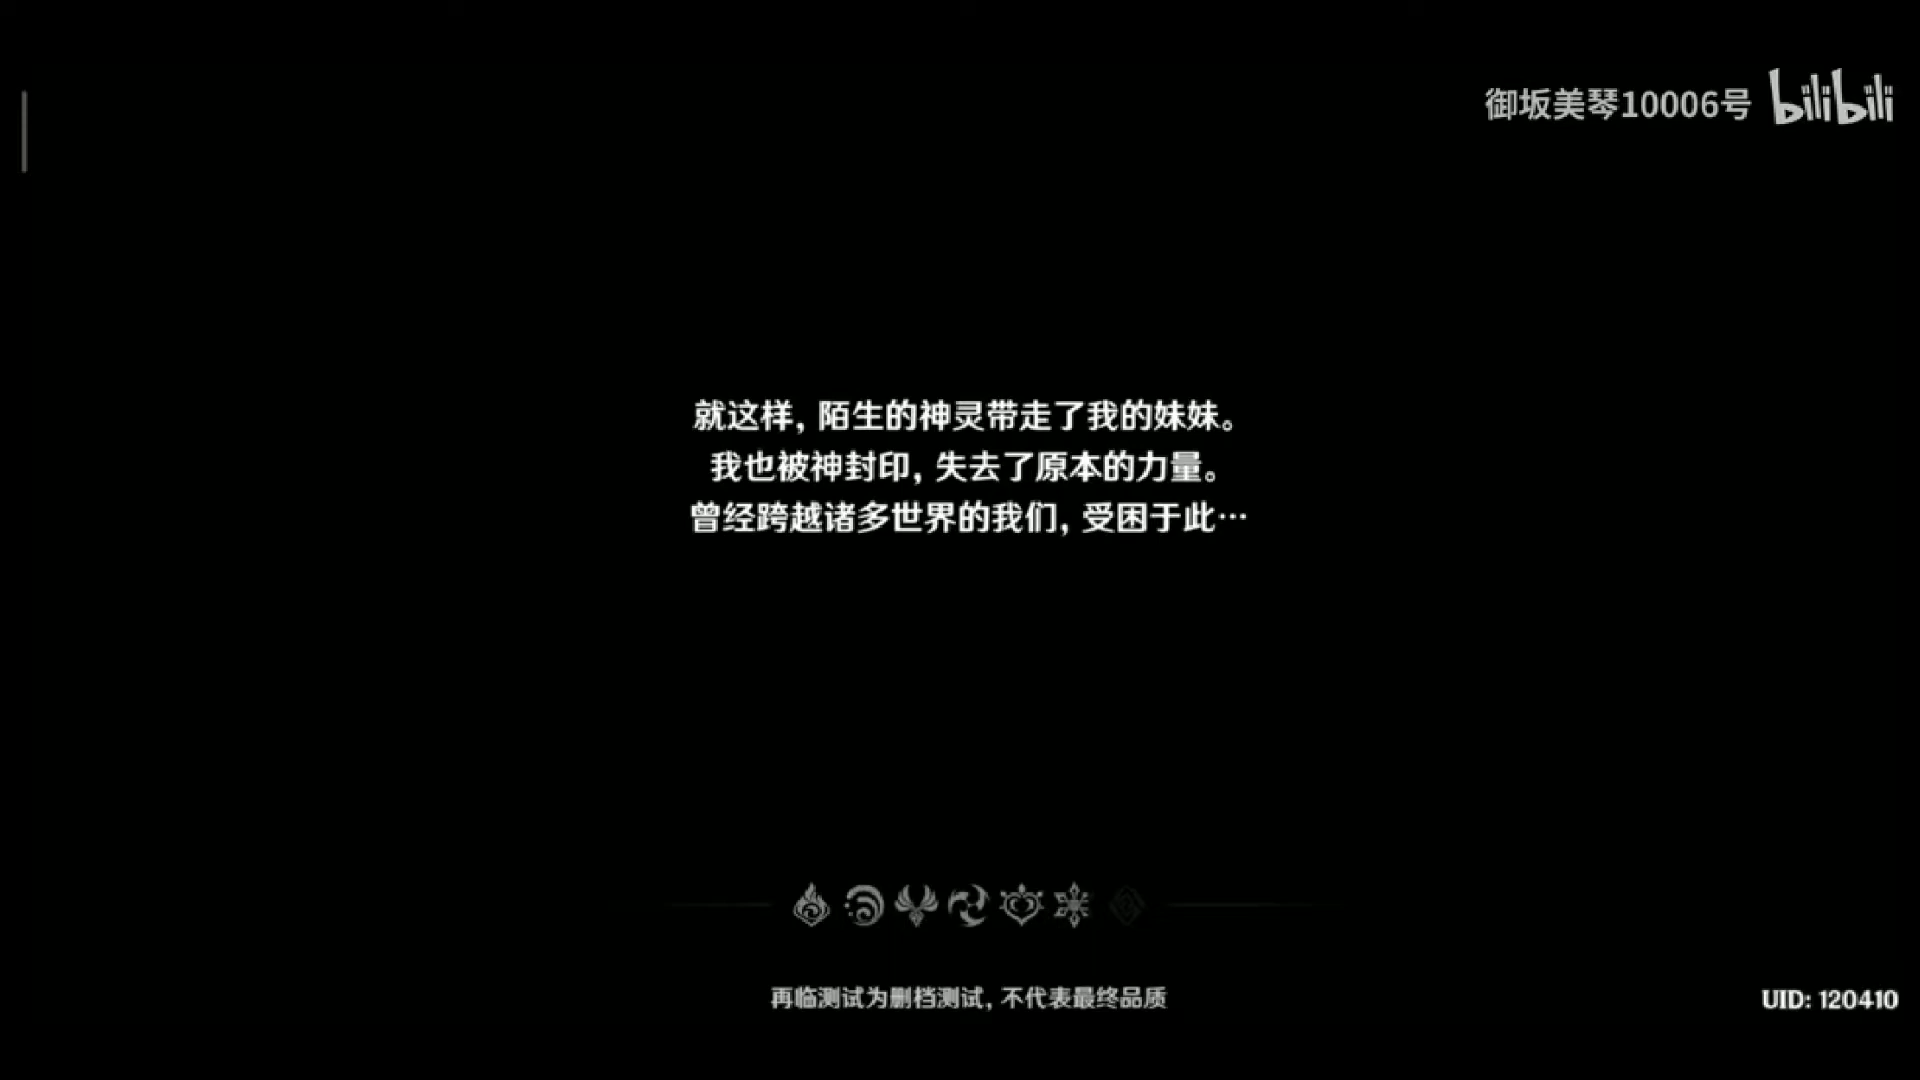 御坂美琴10006号 bilibili
就这样,陌生的神灵带走了我的妹妹。
我也被神封印,失去了原本的力量。
曾经跨越诸多世界的我们,受困于此…
再临测试为删档测试,不代表最终品质
UID: 120410